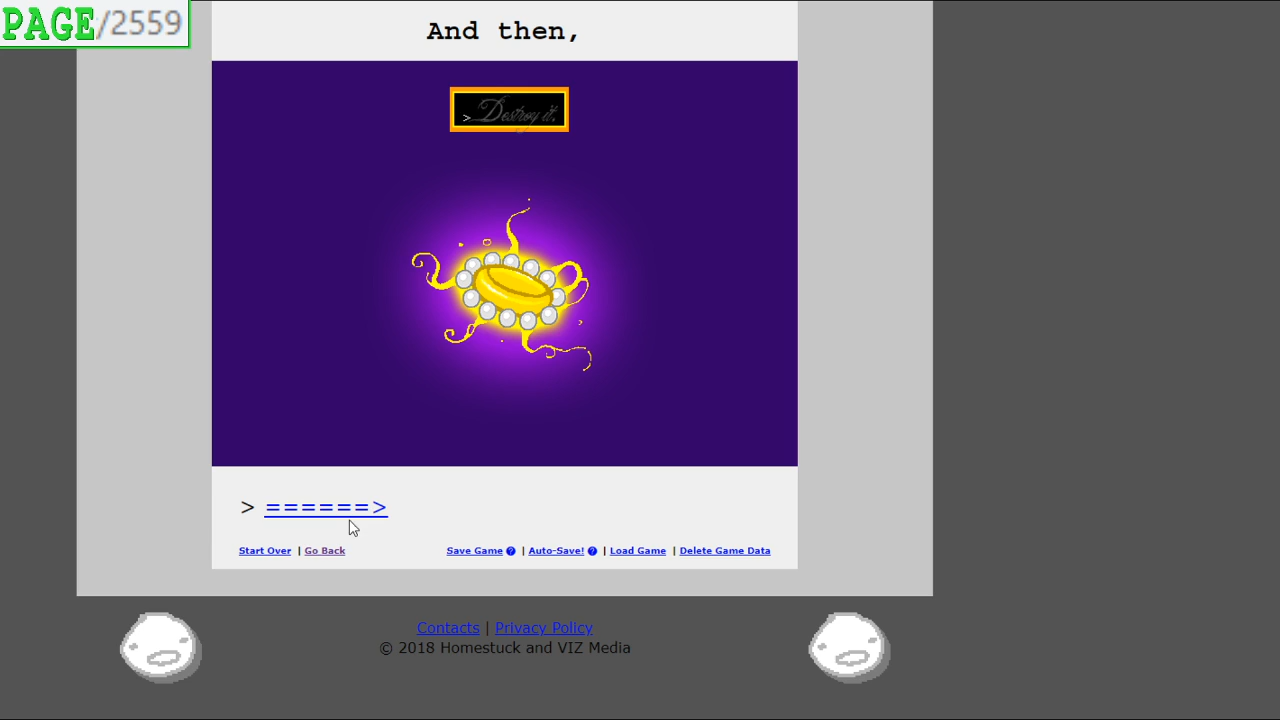 PAGE/2559
And then,
> Destroy it.
> ======>
Start Over | Go Back Save Game ? | Auto-Save! ? | Load Game | Delete Game Data
Contacts | Privacy Policy
© 2018 Homestuck and VIZ Media